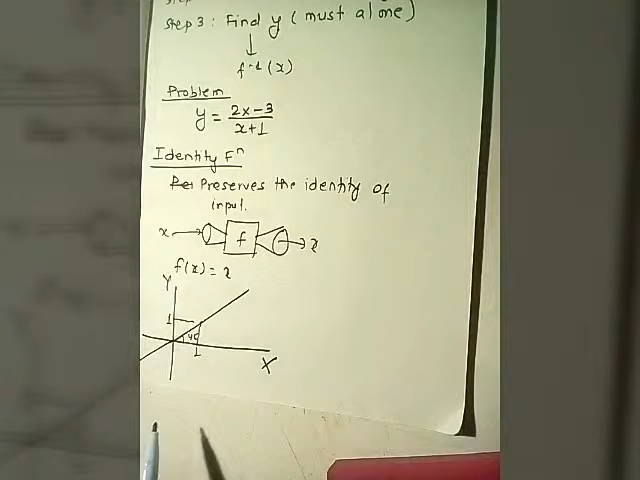 Step
Step 3: Find y (must alone)
f⁻¹(x)
Problem
y = 2x-3 / x+1
Identity Fⁿ
Preserves the identity of
input.
x f x
f(x) = x
Y
1
45
1
X